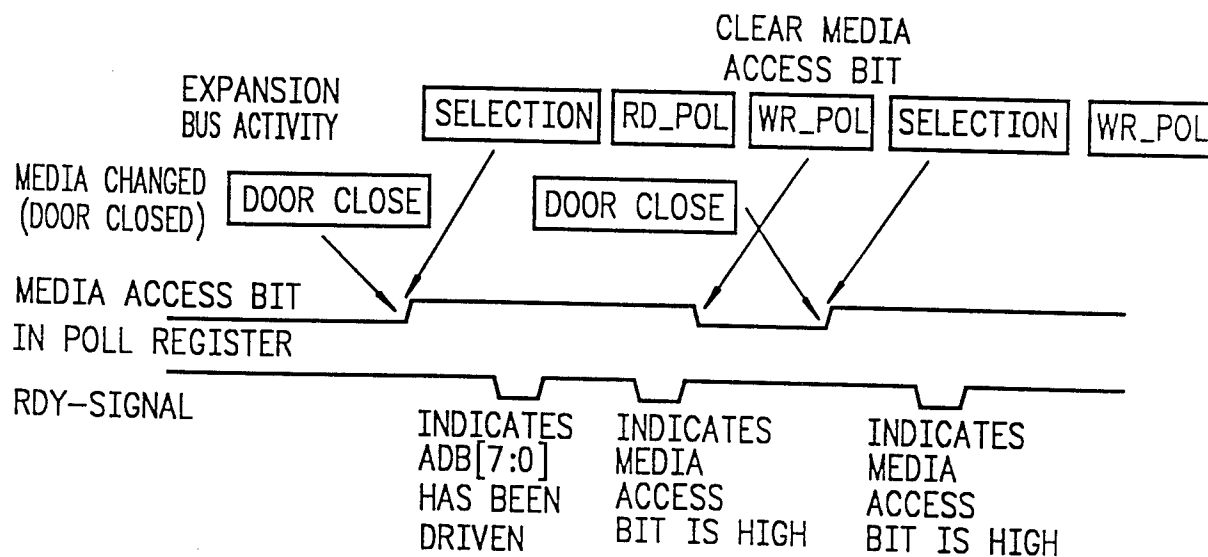 CLEAR MEDIA
ACCESS BIT
EXPANSION
BUS ACTIVITY
SELECTION
RD_POL
WR_POL
SELECTION
WR_POL
MEDIA CHANGED
(DOOR CLOSED)
DOOR CLOSE
DOOR CLOSE
MEDIA ACCESS BIT
IN POLL REGISTER
RDY-SIGNAL
INDICATES
ADB[7:0]
HAS BEEN
DRIVEN
INDICATES
MEDIA
ACCESS
BIT IS HIGH
INDICATES
MEDIA
ACCESS
BIT IS HIGH